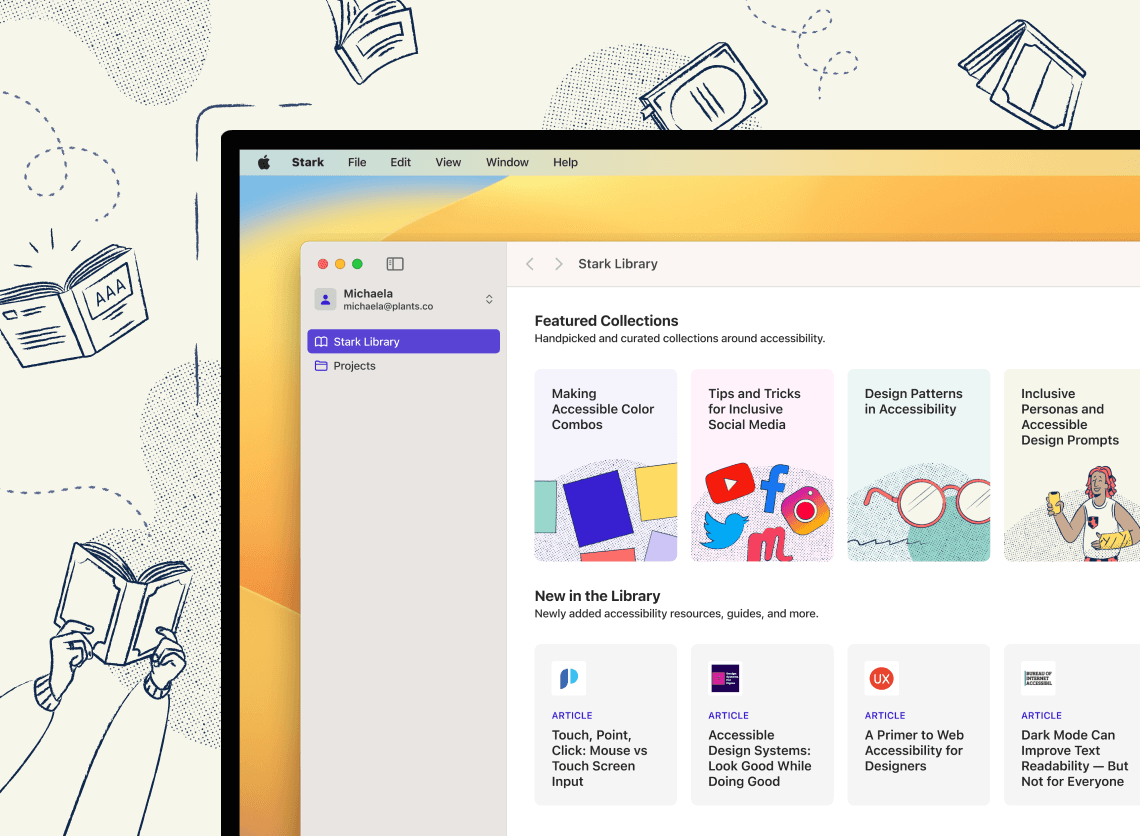 Stark File Edit View Window Help
Stark Library
Michaela
michaela@plants.co
Stark Library
Projects
AAA
Featured Collections
Handpicked and curated collections around accessibility.
Making
Accessible Color
Combos
Tips and Tricks
for Inclusive
Social Media
Design Patterns
in Accessibility
Inclusive
Personas and
Accessible
Design Prompts
New in the Library
Newly added accessibility resources, guides, and more.
ARTICLE
Touch, Point,
Click: Mouse vs
Touch Screen
Input
Design
Systems
For
Figma
ARTICLE
Accessible
Design Systems:
Look Good While
Doing Good
UX
ARTICLE
A Primer to Web
Accessibility for
Designers
BUREAU OF
INTERNET
ACCESSIBIL
ARTICLE
Dark Mode Can
Improve Text
Readability — But
Not for Everyone